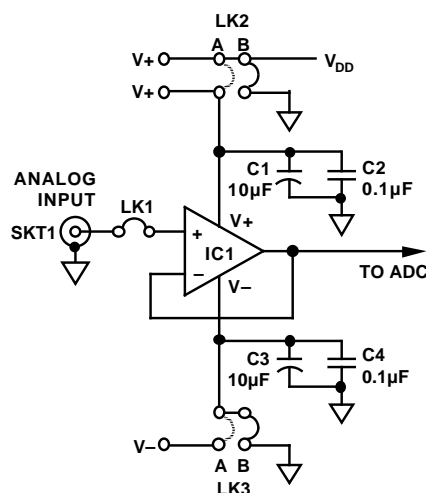 LK2
A B
V+
V_DD
V+
C1
10µF
C2
0.1µF
ANALOG
INPUT
LK1
SKT1
V+
+
IC1
–
V–
TO ADC
C3
10µF
C4
0.1µF
V–
A B
LK3